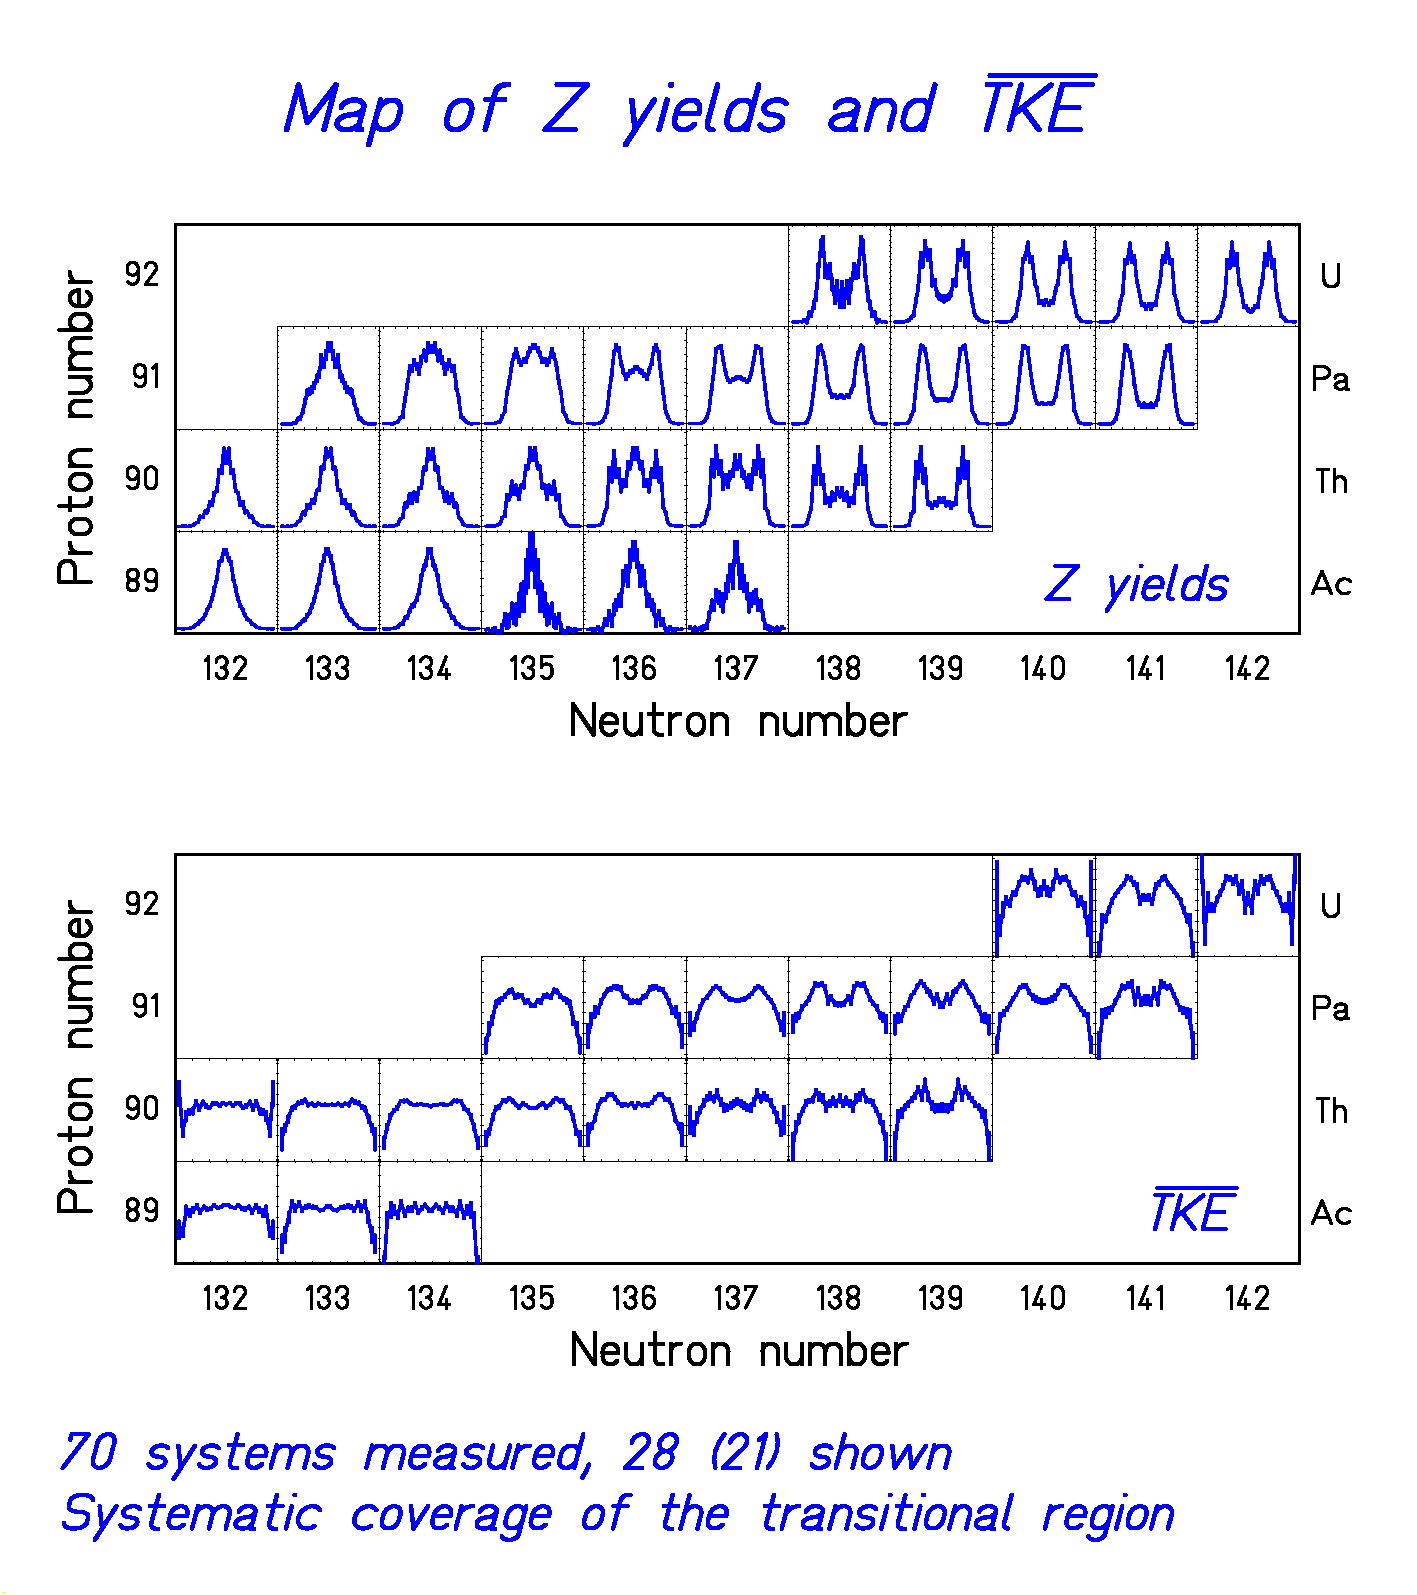 Map of Z yields and TKE
92
U
91
Pa
90
Th
89
Ac
Proton number
Z yields
132 133 134 135 136 137 138 139 140 141 142
Neutron number
92
U
91
Pa
90
Th
89
Ac
Proton number
TKE
132 133 134 135 136 137 138 139 140 141 142
Neutron number
70 systems measured, 28 (21) shown
Systematic coverage of the transitional region